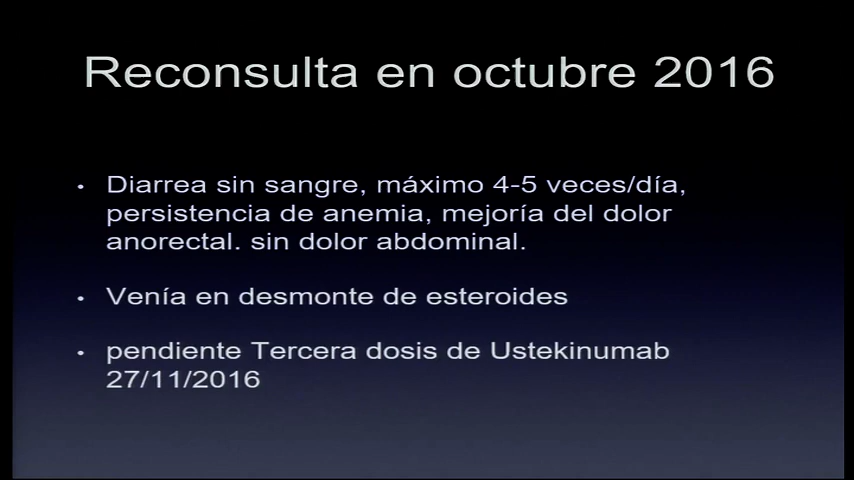 Reconsulta en octubre 2016
• Diarrea sin sangre, máximo 4-5 veces/día,
persistencia de anemia, mejoría del dolor
anorectal. sin dolor abdominal.
• Venía en desmonte de esteroides
• pendiente Tercera dosis de Ustekinumab
27/11/2016